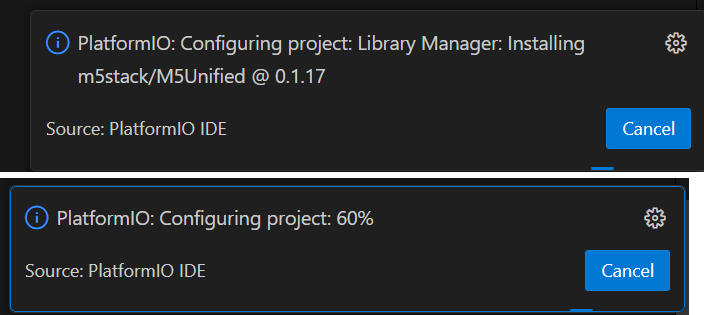 PlatformIO: Configuring project: Library Manager: Installing
m5stack/M5Unified @ 0.1.17
Source: PlatformIO IDE
Cancel
PlatformIO: Configuring project: 60%
Source: PlatformIO IDE
Cancel